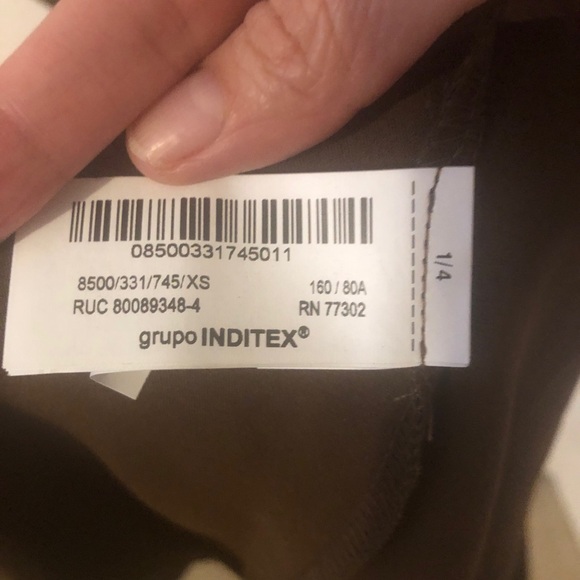 08500331745011
8500/331/745/XS 160 / 80A
RUC 80089348-4 RN 77302
grupo INDITEX®
1/4